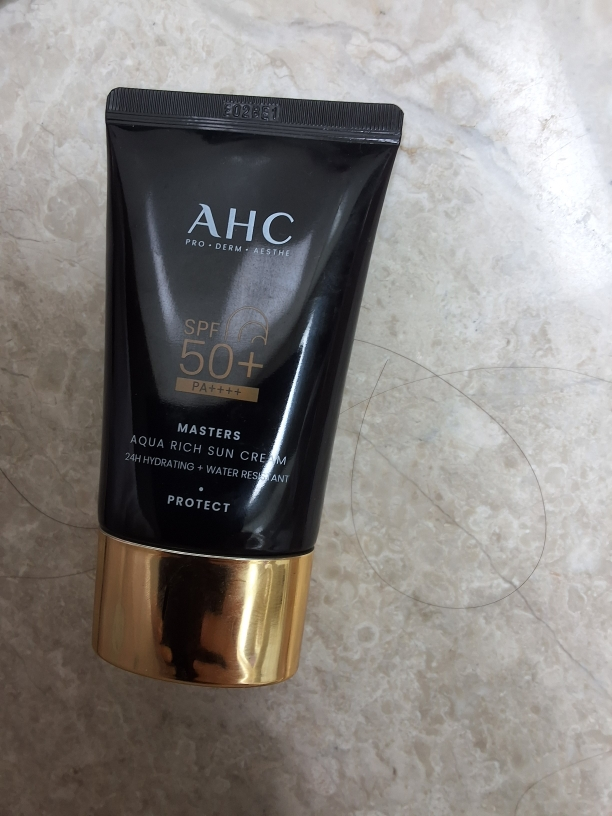 AHC
PRO • DERM • AESTHE
SPF
50+
PA++++
MASTERS
AQUA RICH SUN CREAM
24H HYDRATING + WATER RESISTANT
PROTECT